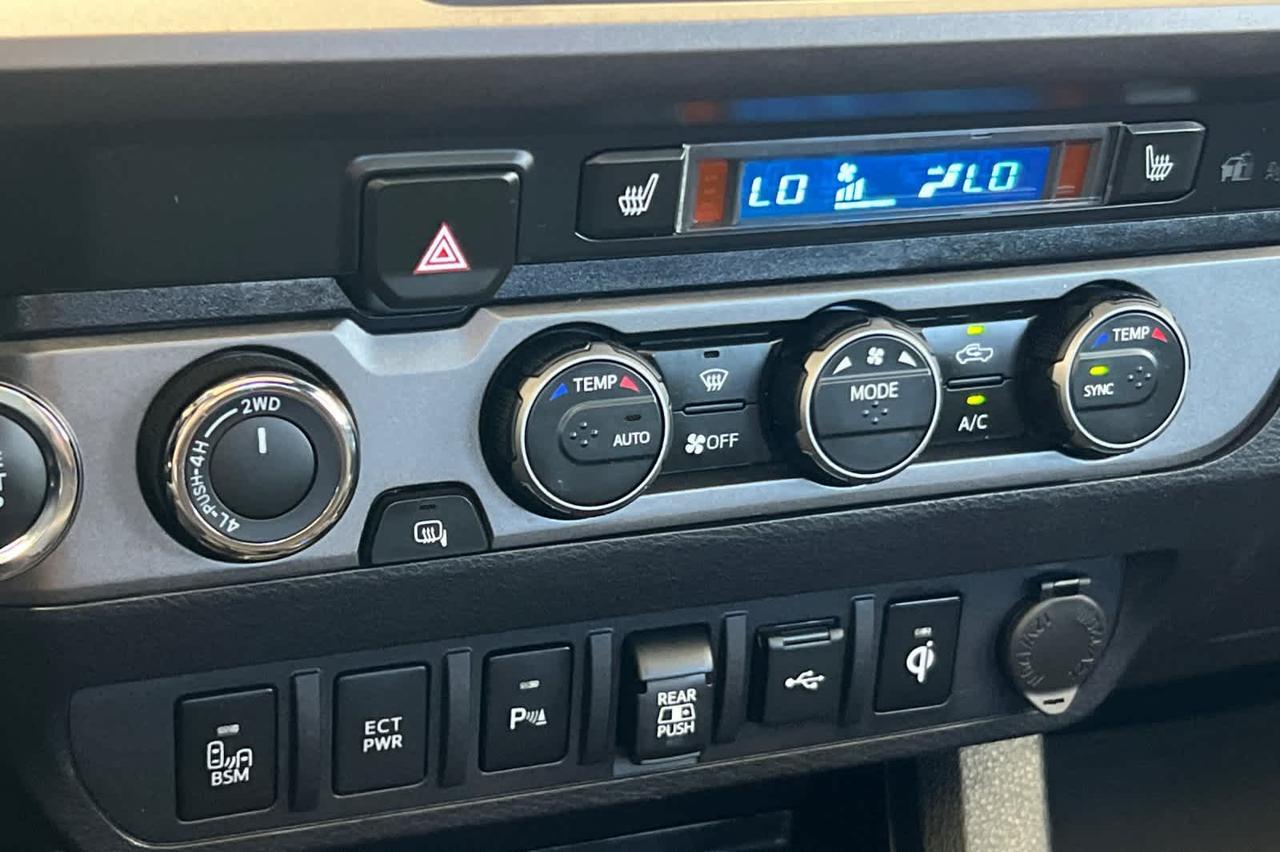 LO LO
2WD
4L-PUSH-4H
TEMP
AUTO
OFF
MODE
A/C
TEMP
SYNC
BSM
ECT
PWR
P
REAR
PUSH